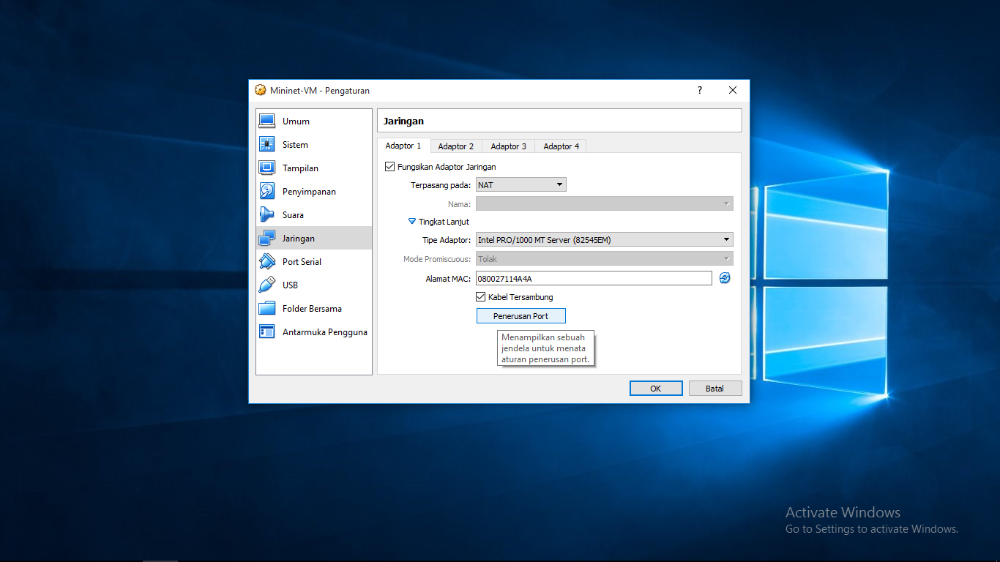 Mininet-VM - Pengaturan
?
Umum
Sistem
Tampilan
Penyimpanan
Suara
Jaringan
Port Serial
USB
Folder Bersama
Antarmuka Pengguna
Jaringan
Adaptor 1 Adaptor 2 Adaptor 3 Adaptor 4
Fungsikan Adaptor Jaringan
Terpasang pada: NAT
Nama:
Tingkat Lanjut
Tipe Adaptor: Intel PRO/1000 MT Server (82545EM)
Mode Promiscuous: Tolak
Alamat MAC: 080027114A4A
Kabel Tersambung
Penerusan Port
Menampilkan sebuah
jendela untuk menata
aturan penerusan port.
OK Batal
Activate Windows
Go to Settings to activate Windows.